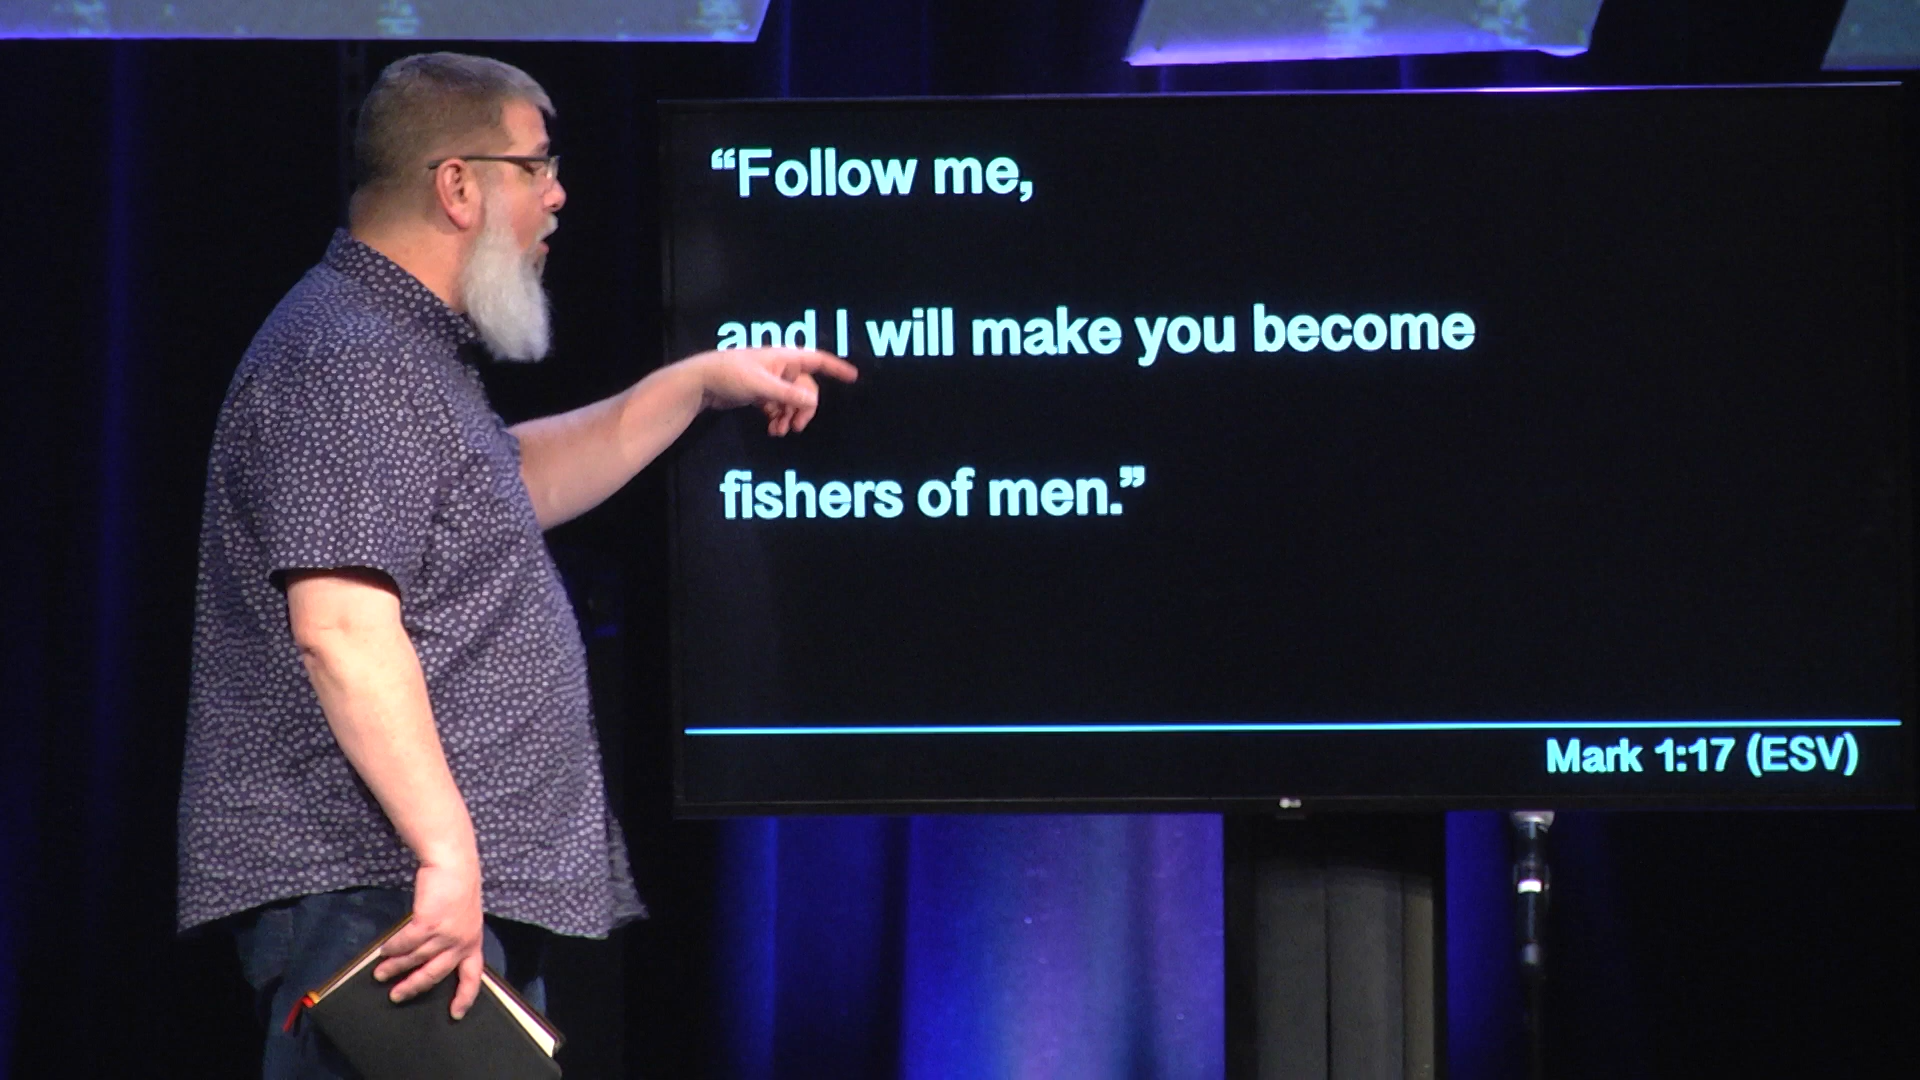 “Follow me,
and I will make you become
fishers of men.”
Mark 1:17 (ESV)